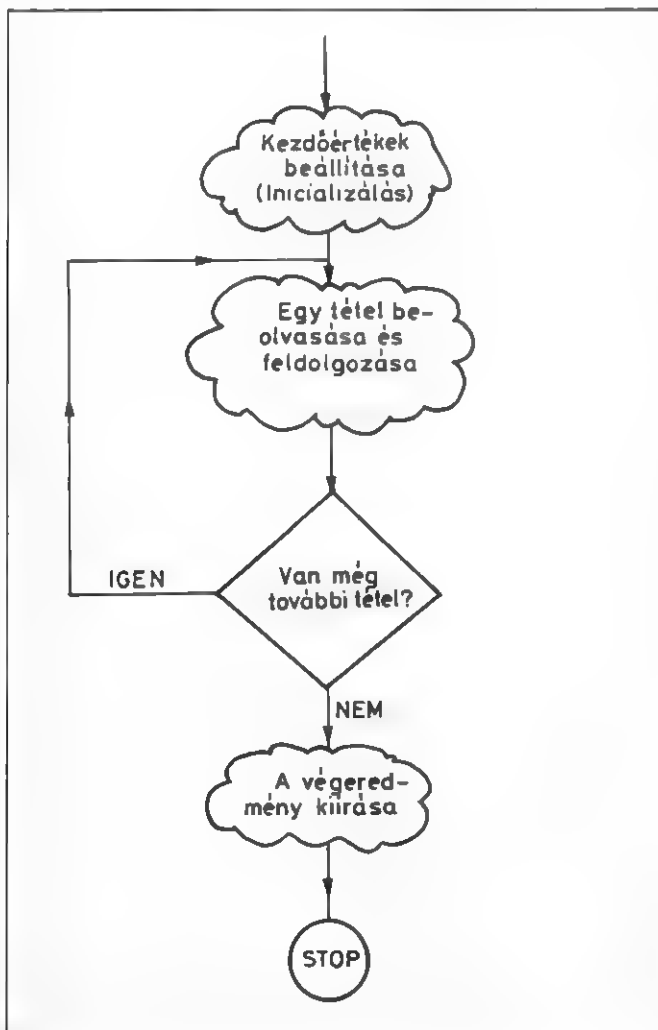 Kezdőértékek
beállítása
(Inicializálás)
Egy tétel be-
olvasása és
feldolgozása
IGEN
Van még
további tétel?
NEM
A végered-
mény kiírása
STOP